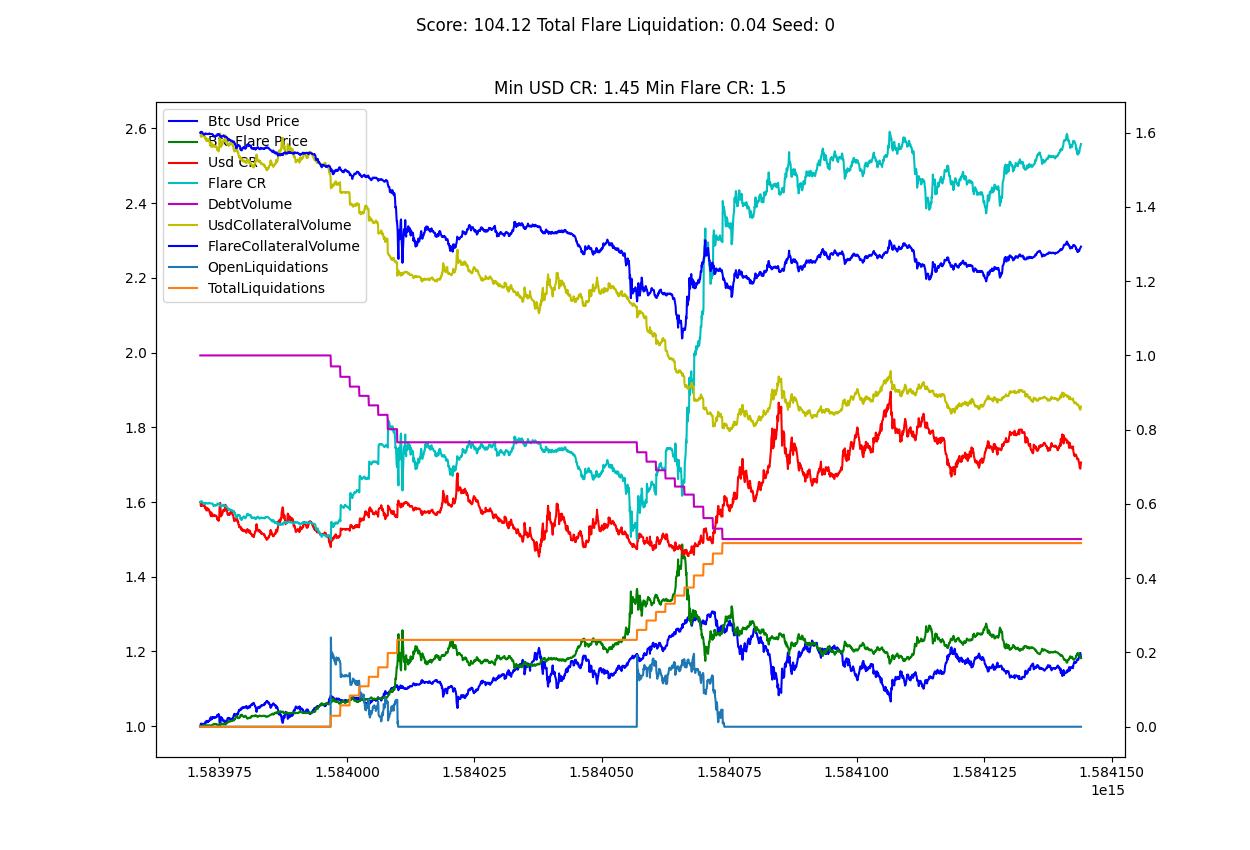 Score: 104.12 Total Flare Liquidation: 0.04 Seed: 0
Min USD CR: 1.45 Min Flare CR: 1.5
Btc Usd Price
Btc Flare Price
Usd CR
Flare CR
DebtVolume
UsdCollateralVolume
FlareCollateralVolume
OpenLiquidations
TotalLiquidations
2.6
2.4
2.2
2.0
1.8
1.6
1.4
1.2
1.0
1.6
1.4
1.2
1.0
0.8
0.6
0.4
0.2
0.0
1.583975 1.584000 1.584025 1.584050 1.584075 1.584100 1.584125 1.584150
1e15